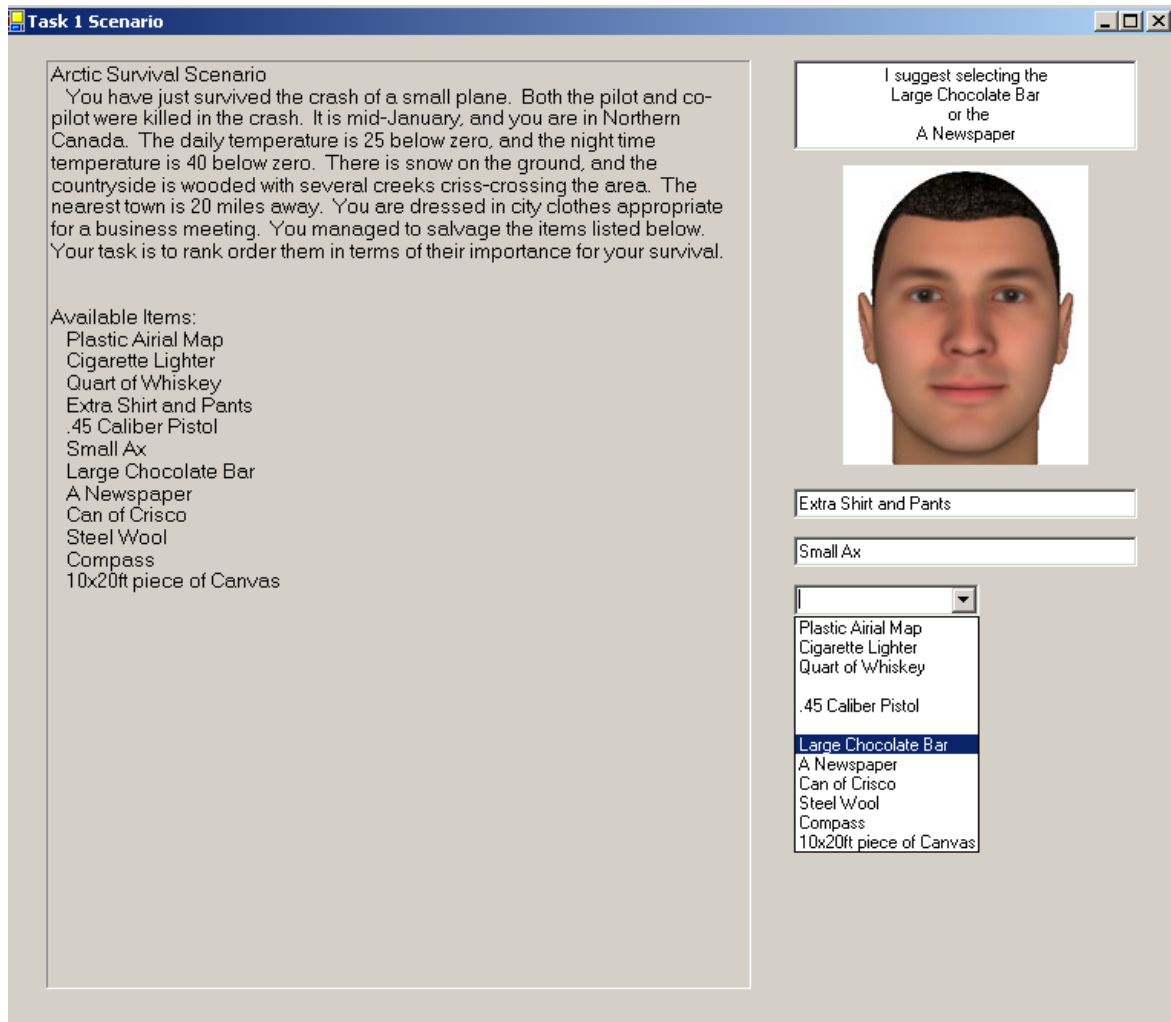 Task 1 Scenario
Arctic Survival Scenario
You have just survived the crash of a small plane. Both the pilot and co-
pilot were killed in the crash. It is mid-January, and you are in Northern
Canada. The daily temperature is 25 below zero, and the night time
temperature is 40 below zero. There is snow on the ground, and the
countryside is wooded with several creeks criss-crossing the area. The
nearest town is 20 miles away. You are dressed in city clothes appropriate
for a business meeting. You managed to salvage the items listed below.
Your task is to rank order them in terms of their importance for your survival.
Available Items:
Plastic Airial Map
Cigarette Lighter
Quart of Whiskey
Extra Shirt and Pants
.45 Caliber Pistol
Small Ax
Large Chocolate Bar
A Newspaper
Can of Crisco
Steel Wool
Compass
10x20ft piece of Canvas
I suggest selecting the
Large Chocolate Bar
or the
A Newspaper
Extra Shirt and Pants
Small Ax
Plastic Airial Map
Cigarette Lighter
Quart of Whiskey
.45 Caliber Pistol
Large Chocolate Bar
A Newspaper
Can of Crisco
Steel Wool
Compass
10x20ft piece of Canvas